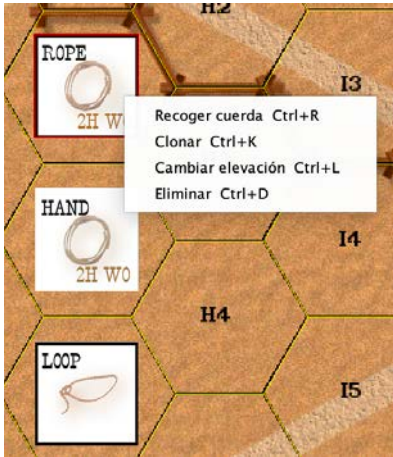 H2
ROPE
2H W0
I3
Recoger cuerda Ctrl+R
Clonar Ctrl+K
Cambiar elevación Ctrl+L
Eliminar Ctrl+D
HAND
2H W0
I4
H4
LOOP
I5